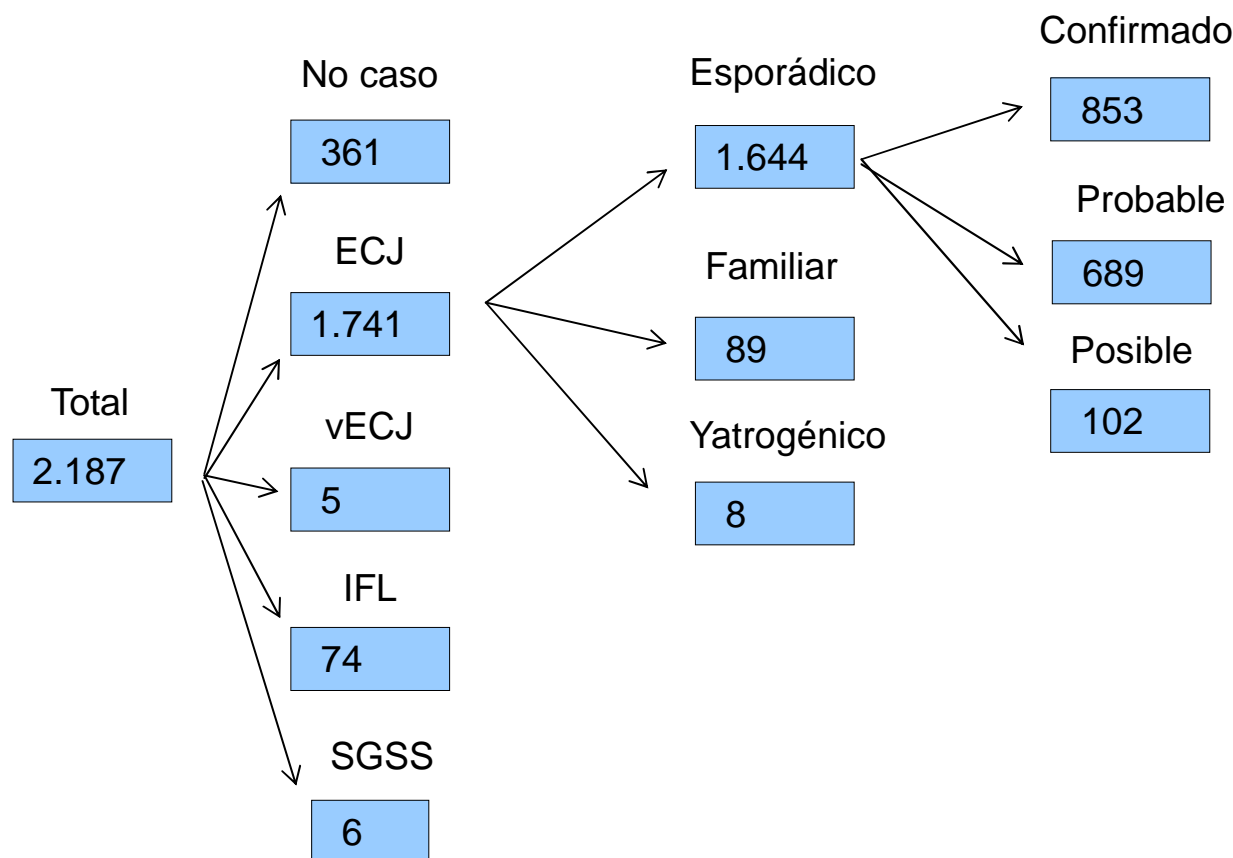 Total
2.187
No caso
361
ECJ
1.741
vECJ
5
IFL
74
SGSS
6
Esporádico
1.644
Familiar
89
Yatrogénico
8
Confirmado
853
Probable
689
Posible
102